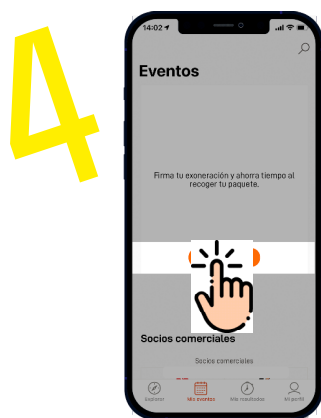 4
14:02
Eventos
Firma tu exoneración y ahorra tiempo al
recoger tu paquete.
Socios comerciales
Socios comerciales
Explorar Mis eventos Mis resultados Mi perfil